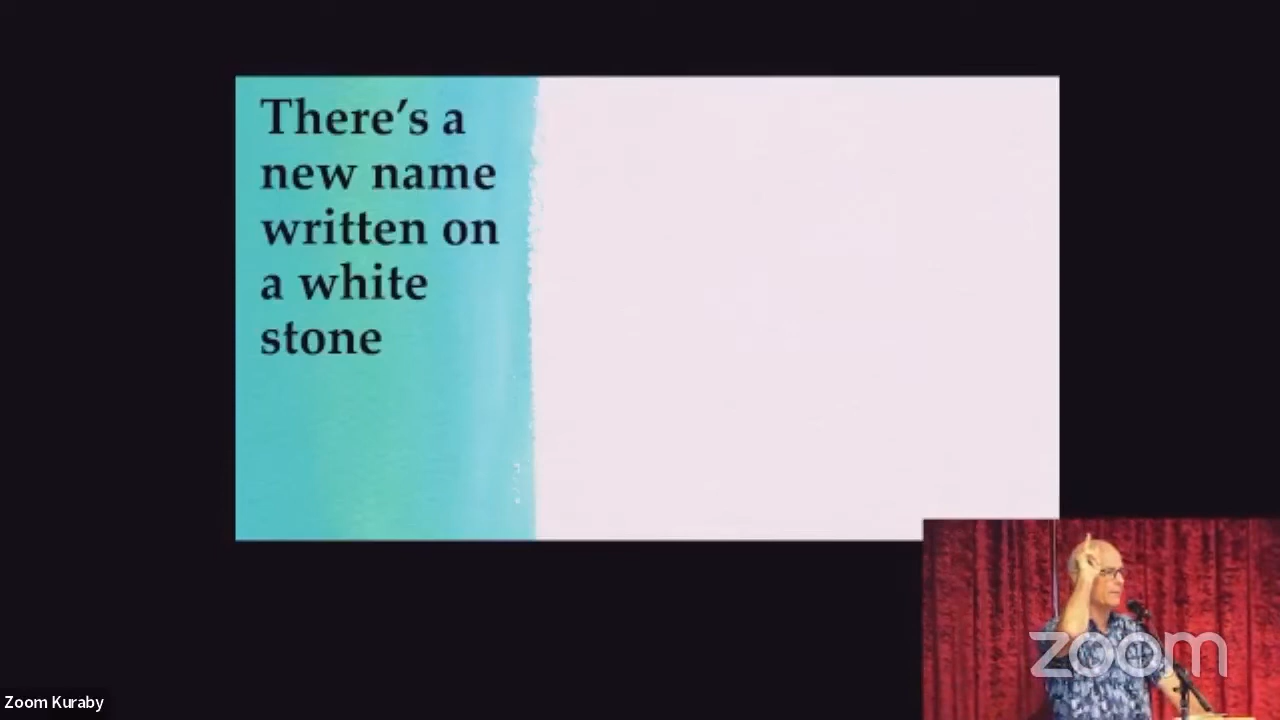 There's a
new name
written on
a white
stone
zoom
Zoom Kuraby